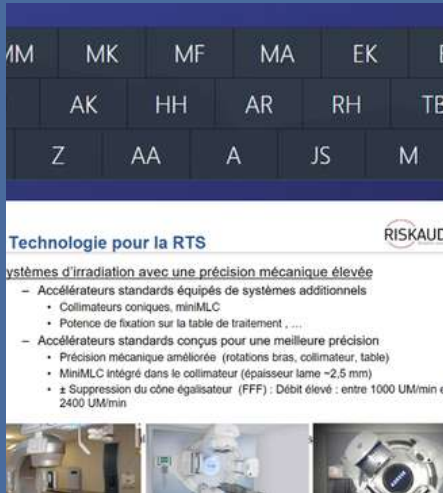 MM MK MF MA EK
AK HH AR RH TB
Z AA A JS M
Technologie pour la RTS
RISKAUD
ystèmes d'irradiation avec une précision mécanique élevée
– Accélérateurs standards équipés de systèmes additionnels
• Collimateurs coniques, miniMLC
• Potence de fixation sur la table de traitement , …
– Accélérateurs standards conçus pour une meilleure précision
• Précision mécanique améliorée (rotations bras, collimateur, table)
• MiniMLC intégré dans le collimateur (épaisseur lame ~2,5 mm)
• ± Suppression du cône égalisateur (FFF) : Débit élevé : entre 1000 UM/min e
2400 UM/min